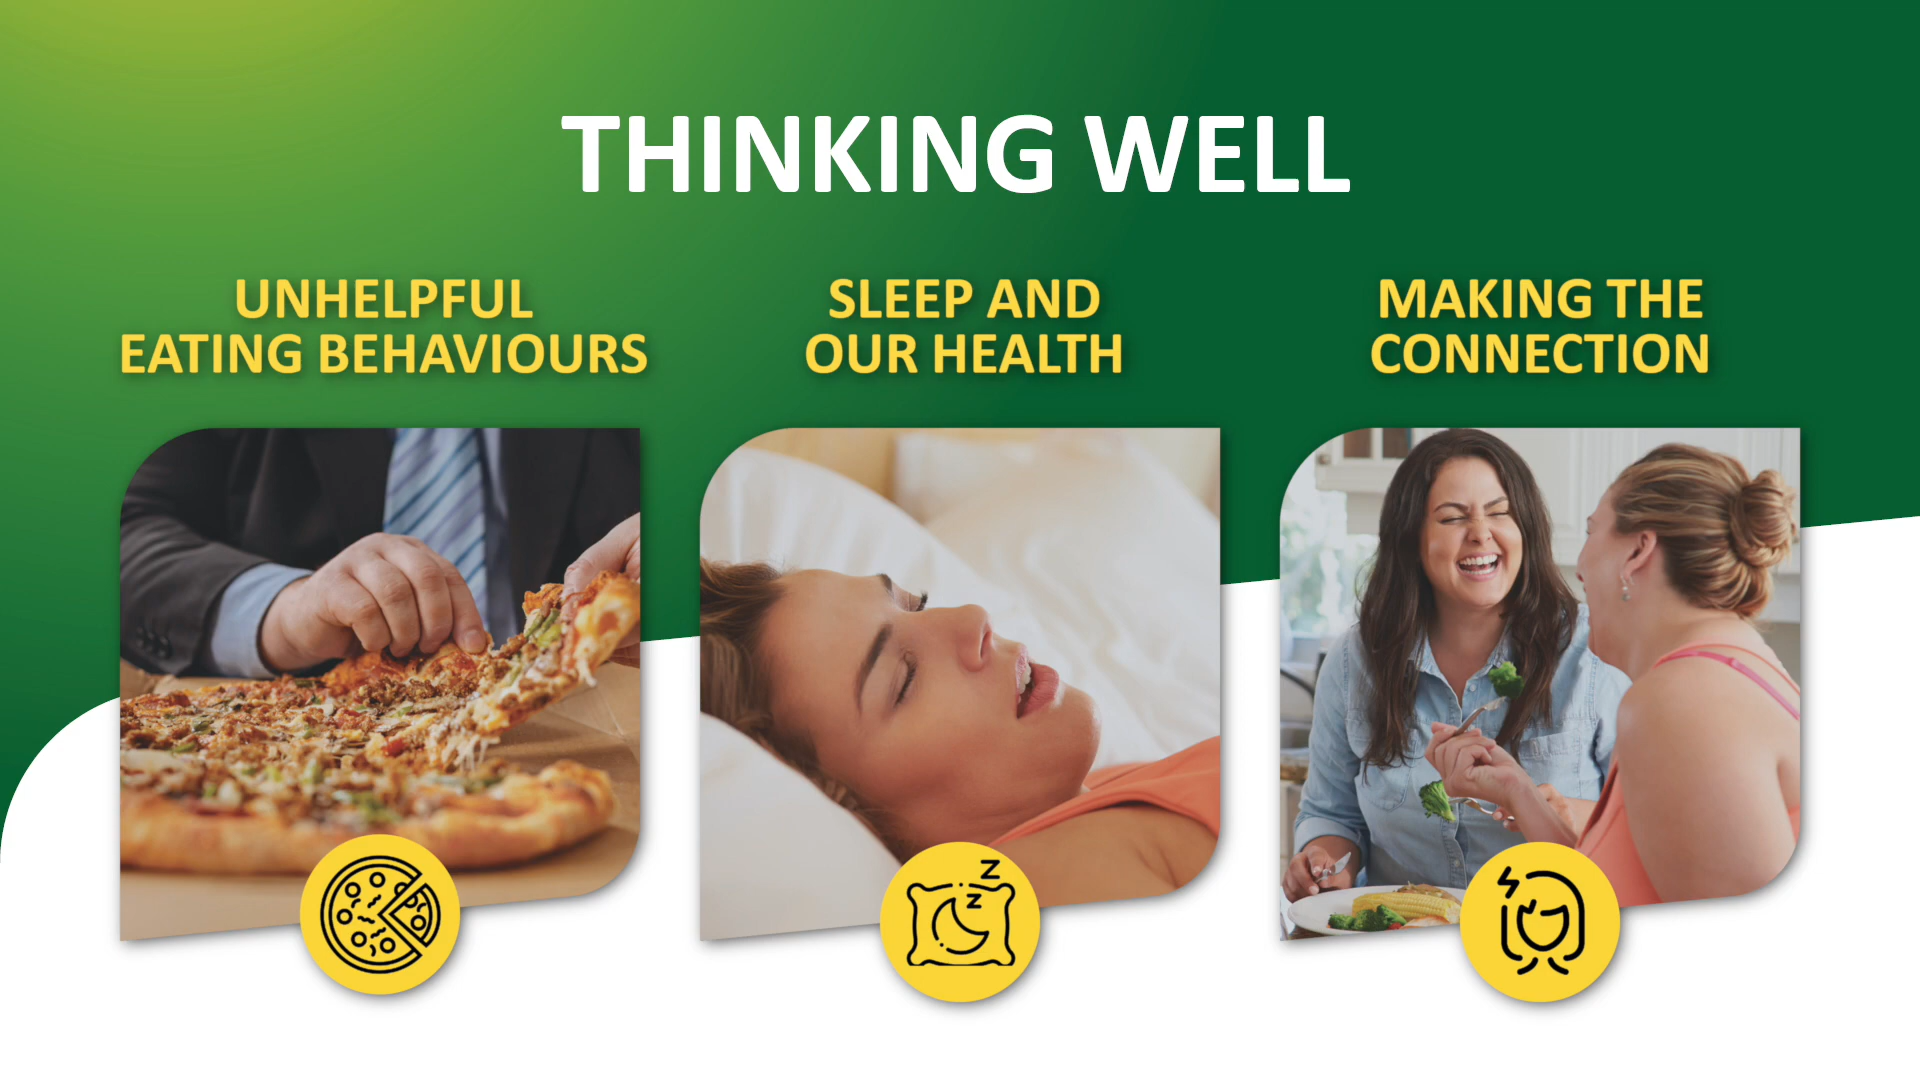 THINKING WELL
UNHELPFUL
EATING BEHAVIOURS
SLEEP AND
OUR HEALTH
MAKING THE
CONNECTION
Z
Z